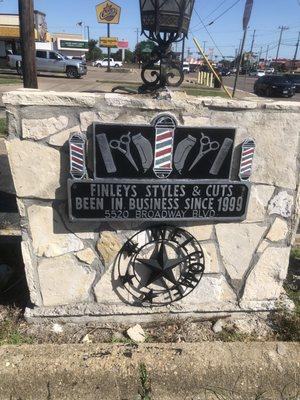 FINLEYS STYLES & CUTS
BEEN IN BUSINESS SINCE 1999
5520 BROADWAY BLVD